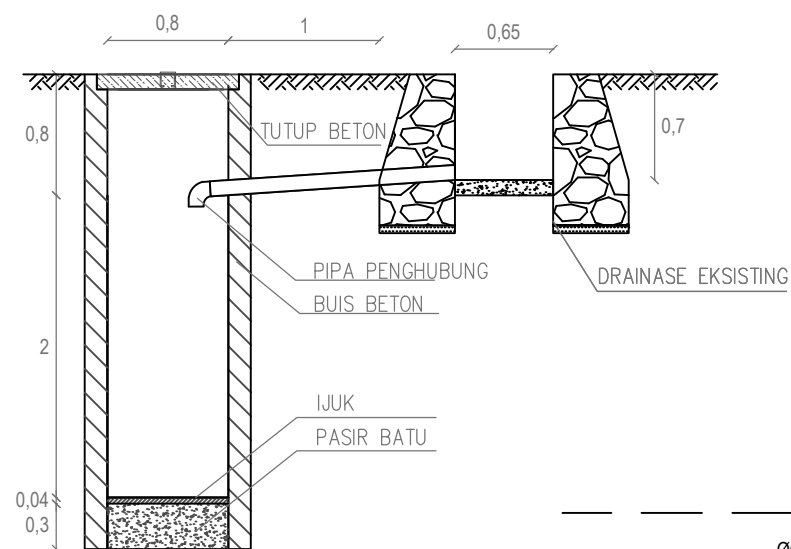 0,8
1
0,65
0,8
0,7
TUTUP BETON
PIPA PENGHUBUNG
DRAINASE EKSISTING
BUIS BETON
2
IJUK
PASIR BATU
0,04
0,3